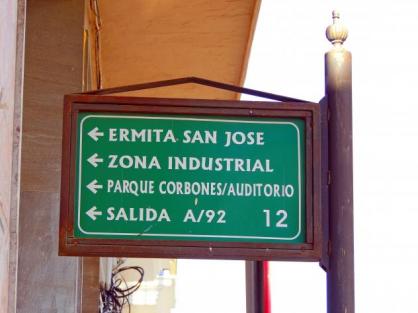 ← ERMITA SAN JOSE
← ZONA INDUSTRIAL
← PARQUE CORBONES/AUDITORIO
← SALIDA A/92 12